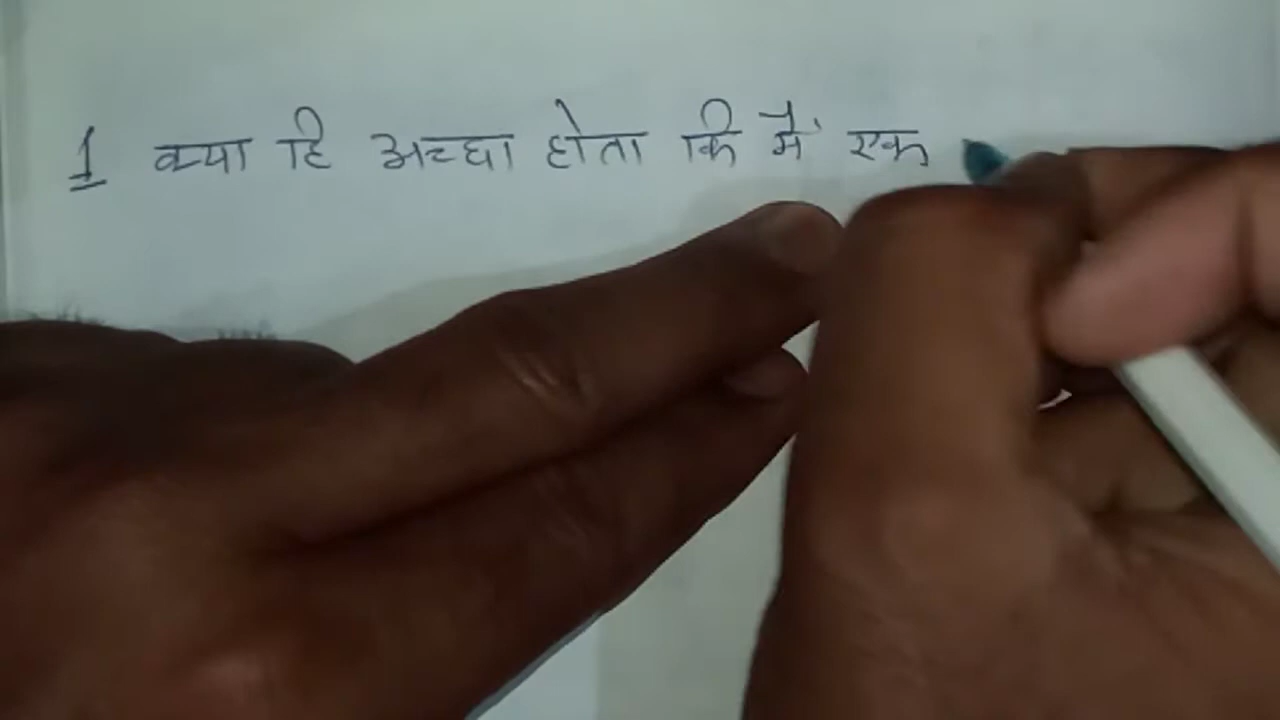 1 क्या हि अच्छा होता कि मैं एक